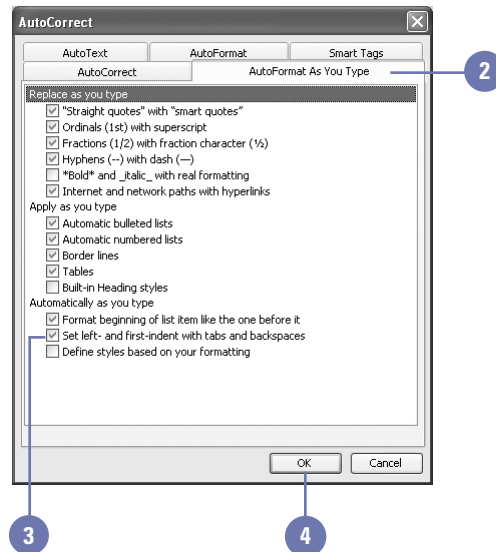 AutoCorrect
AutoText AutoFormat Smart Tags
AutoCorrect AutoFormat As You Type
2
Replace as you type
"Straight quotes" with “smart quotes”
Ordinals (1st) with superscript
Fractions (1/2) with fraction character (½)
Hyphens (--) with dash (—)
*Bold* and _italic_ with real formatting
Internet and network paths with hyperlinks
Apply as you type
Automatic bulleted lists
Automatic numbered lists
Border lines
Tables
Built-in Heading styles
Automatically as you type
Format beginning of list item like the one before it
Set left- and first-indent with tabs and backspaces
Define styles based on your formatting
OK Cancel
3 4